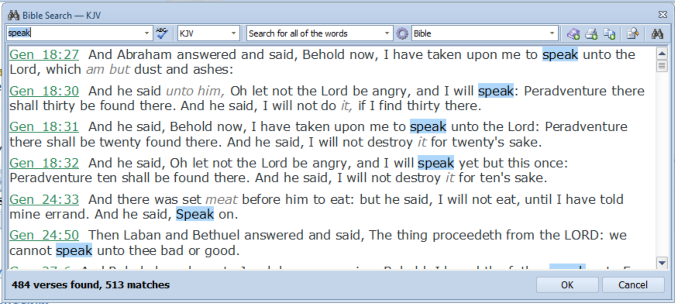 Bible Search — KJV
speak ABC KJV Search for all of the words Bible
Gen 18:27 And Abraham answered and said, Behold now, I have taken upon me to speak unto the
Lord, which am but dust and ashes:
Gen 18:30 And he said unto him, Oh let not the Lord be angry, and I will speak: Peradventure there
shall thirty be found there. And he said, I will not do it, if I find thirty there.
Gen 18:31 And he said, Behold now, I have taken upon me to speak unto the Lord: Peradventure
there shall be twenty found there. And he said, I will not destroy it for twenty's sake.
Gen 18:32 And he said, Oh let not the Lord be angry, and I will speak yet but this once:
Peradventure ten shall be found there. And he said, I will not destroy it for ten's sake.
Gen 24:33 And there was set meat before him to eat: but he said, I will not eat, until I have told
mine errand. And he said, Speak on.
Gen 24:50 Then Laban and Bethuel answered and said, The thing proceedeth from the LORD: we
cannot speak unto thee bad or good.
484 verses found, 513 matches OK Cancel